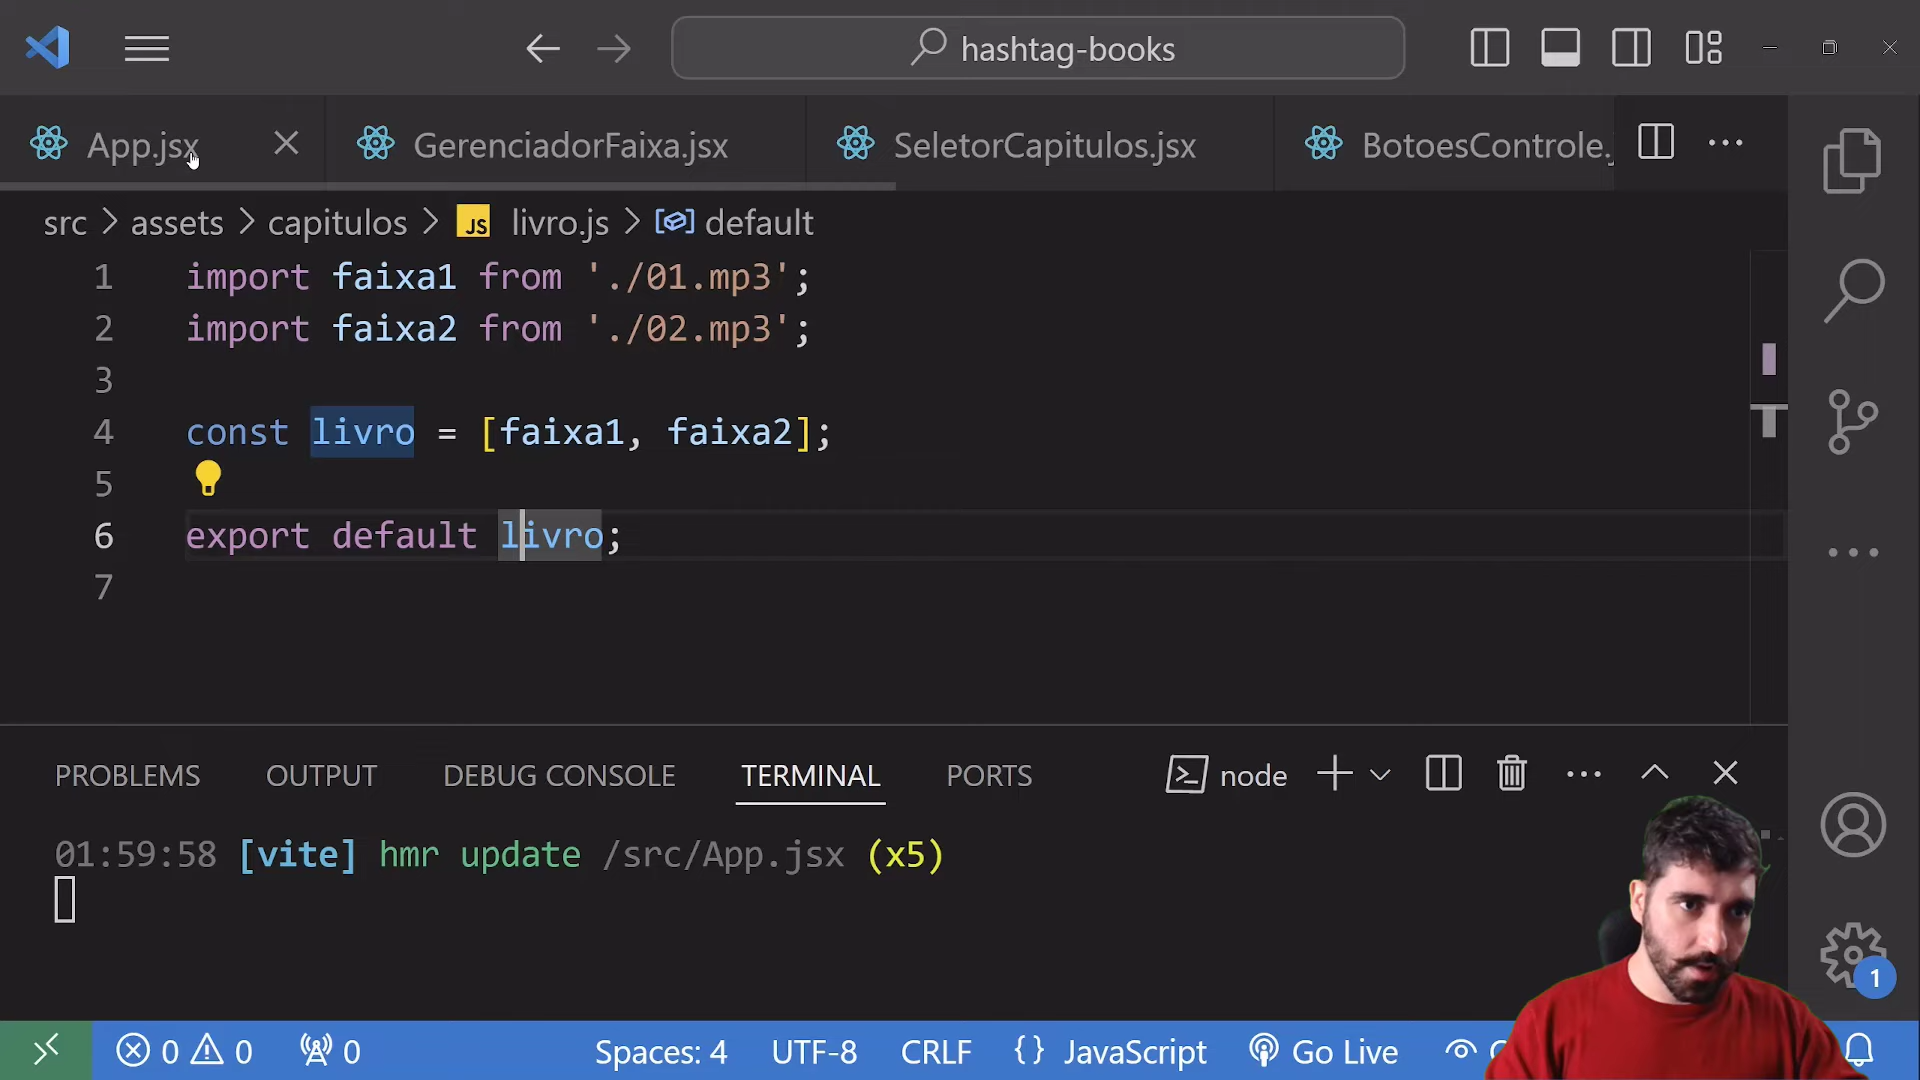 hashtag-books
App.jsx
GerenciadorFaixa.jsx
SeletorCapitulos.jsx
BotoesControle.j
src > assets > capitulos > JS livro.js > default
1 import faixa1 from './01.mp3';
2 import faixa2 from './02.mp3';
3
4 const livro = [faixa1, faixa2];
5
6 export default livro;
7
PROBLEMS OUTPUT DEBUG CONSOLE TERMINAL PORTS node
01:59:58 [vite] hmr update /src/App.jsx (x5)
1
0 0 0 Spaces: 4 UTF-8 CRLF {} JavaScript Go Live